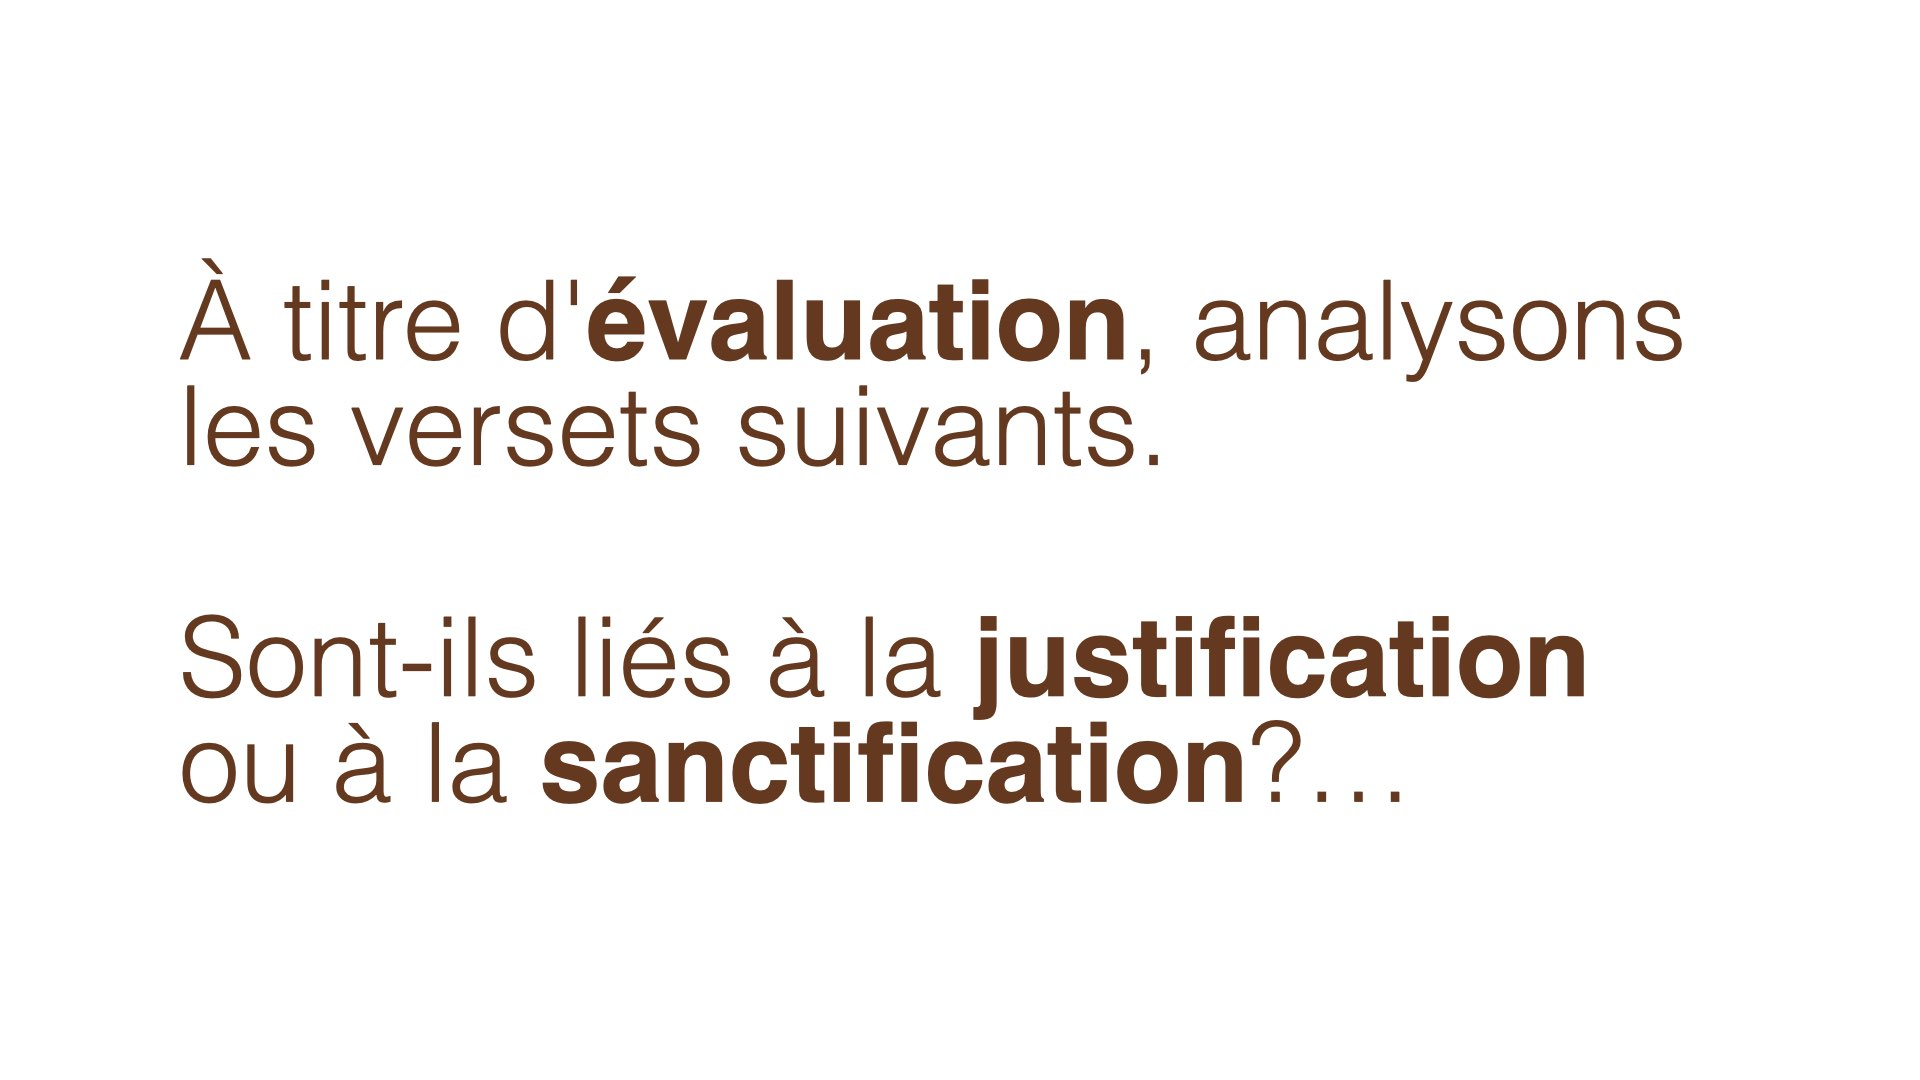 À titre d'évaluation, analysons
les versets suivants.
Sont-ils liés à la justification
ou à la sanctification?...